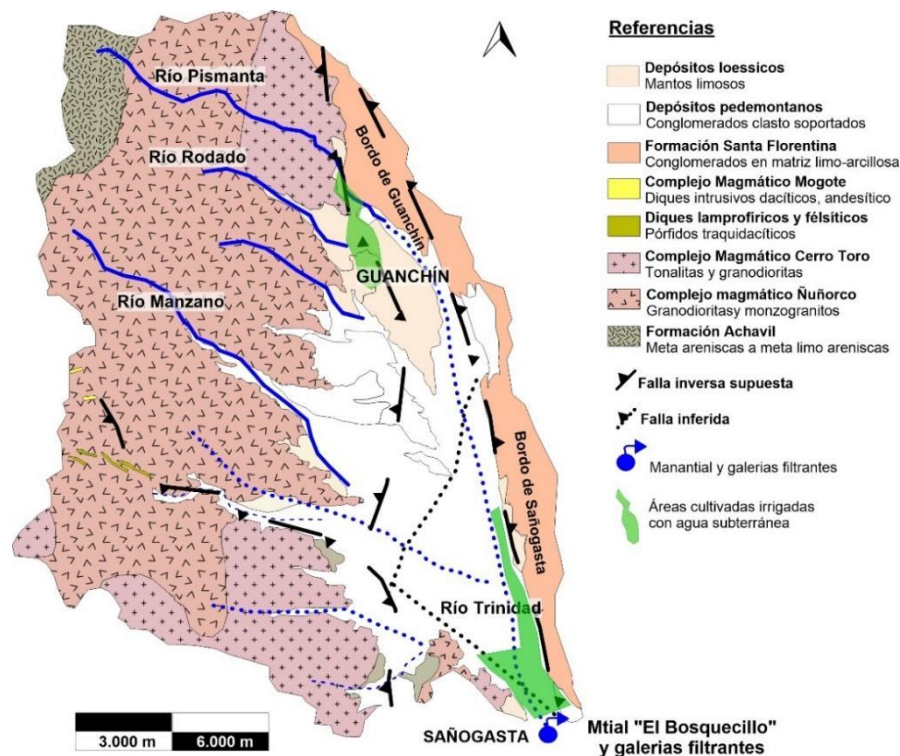 Río Pismanta
Río Rodado
Río Manzano
Bordo de Guanchín
GUANCHÍN
Bordo de Sañogasta
Río Trinidad
SAÑOGASTA
Mtial "El Bosquecillo"
y galerias filtrantes
3.000 m 6.000 m
Referencias
Depósitos loessicos
Mantos limosos
Depósitos pedemontanos
Conglomerados clasto soportados
Formación Santa Florentina
Conglomerados en matriz limo-arcillosa
Complejo Magmático Mogote
Diques intrusivos dacíticos, andesítico
Diques lamprofíricos y félsiticos
Pórfidos traquidacíticos
Complejo Magmático Cerro Toro
Tonalitas y granodioritas
Complejo magmático Ñuñorco
Granodioritasy monzogranitos
Formación Achavil
Meta areniscas a meta limo areniscas
Falla inversa supuesta
Falla inferida
Manantial y galerias filtrantes
Áreas cultivadas irrigadas
con agua subterránea